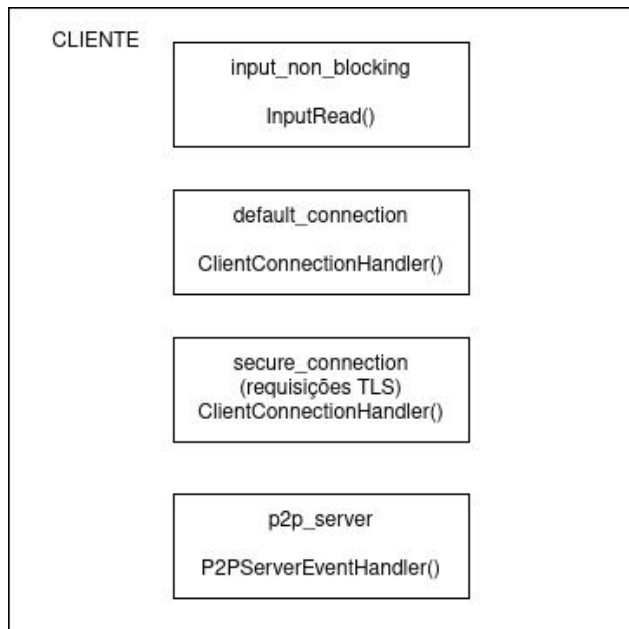 CLIENTE
input_non_blocking
InputRead()
default_connection
ClientConnectionHandler()
secure_connection
(requisições TLS)
ClientConnectionHandler()
p2p_server
P2PServerEventHandler()